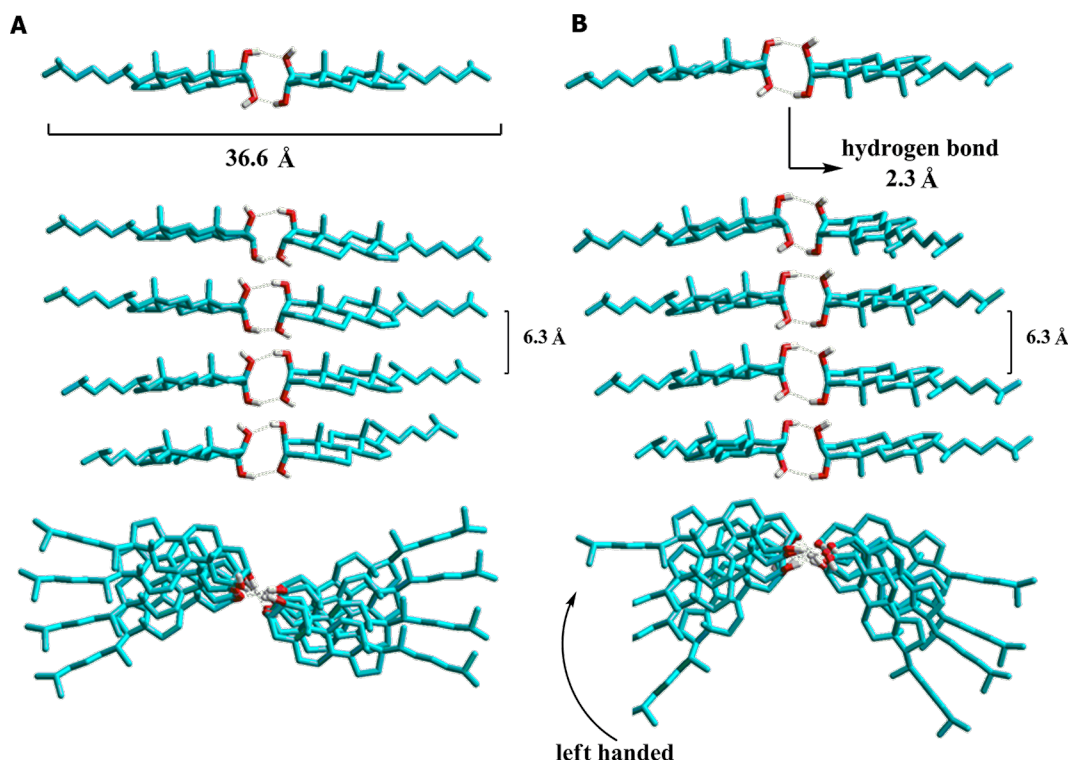 A
B
36.6 Å
hydrogen bond
2.3 Å
6.3 Å
6.3 Å
left handed